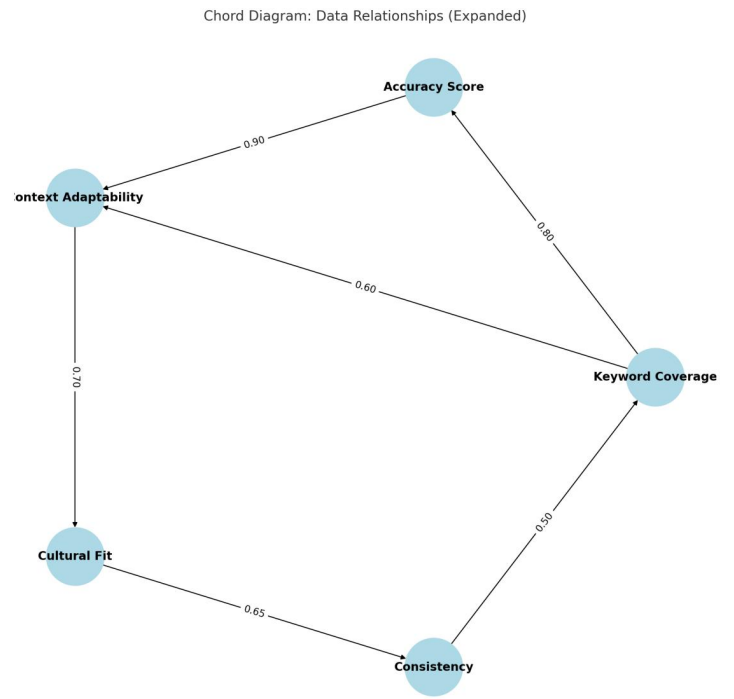 Chord Diagram: Data Relationships (Expanded)
Accuracy Score
0.90
ontext Adaptability
0.80
0.60
0.70
Keyword Coverage
0.50
Cultural Fit
0.65
Consistency